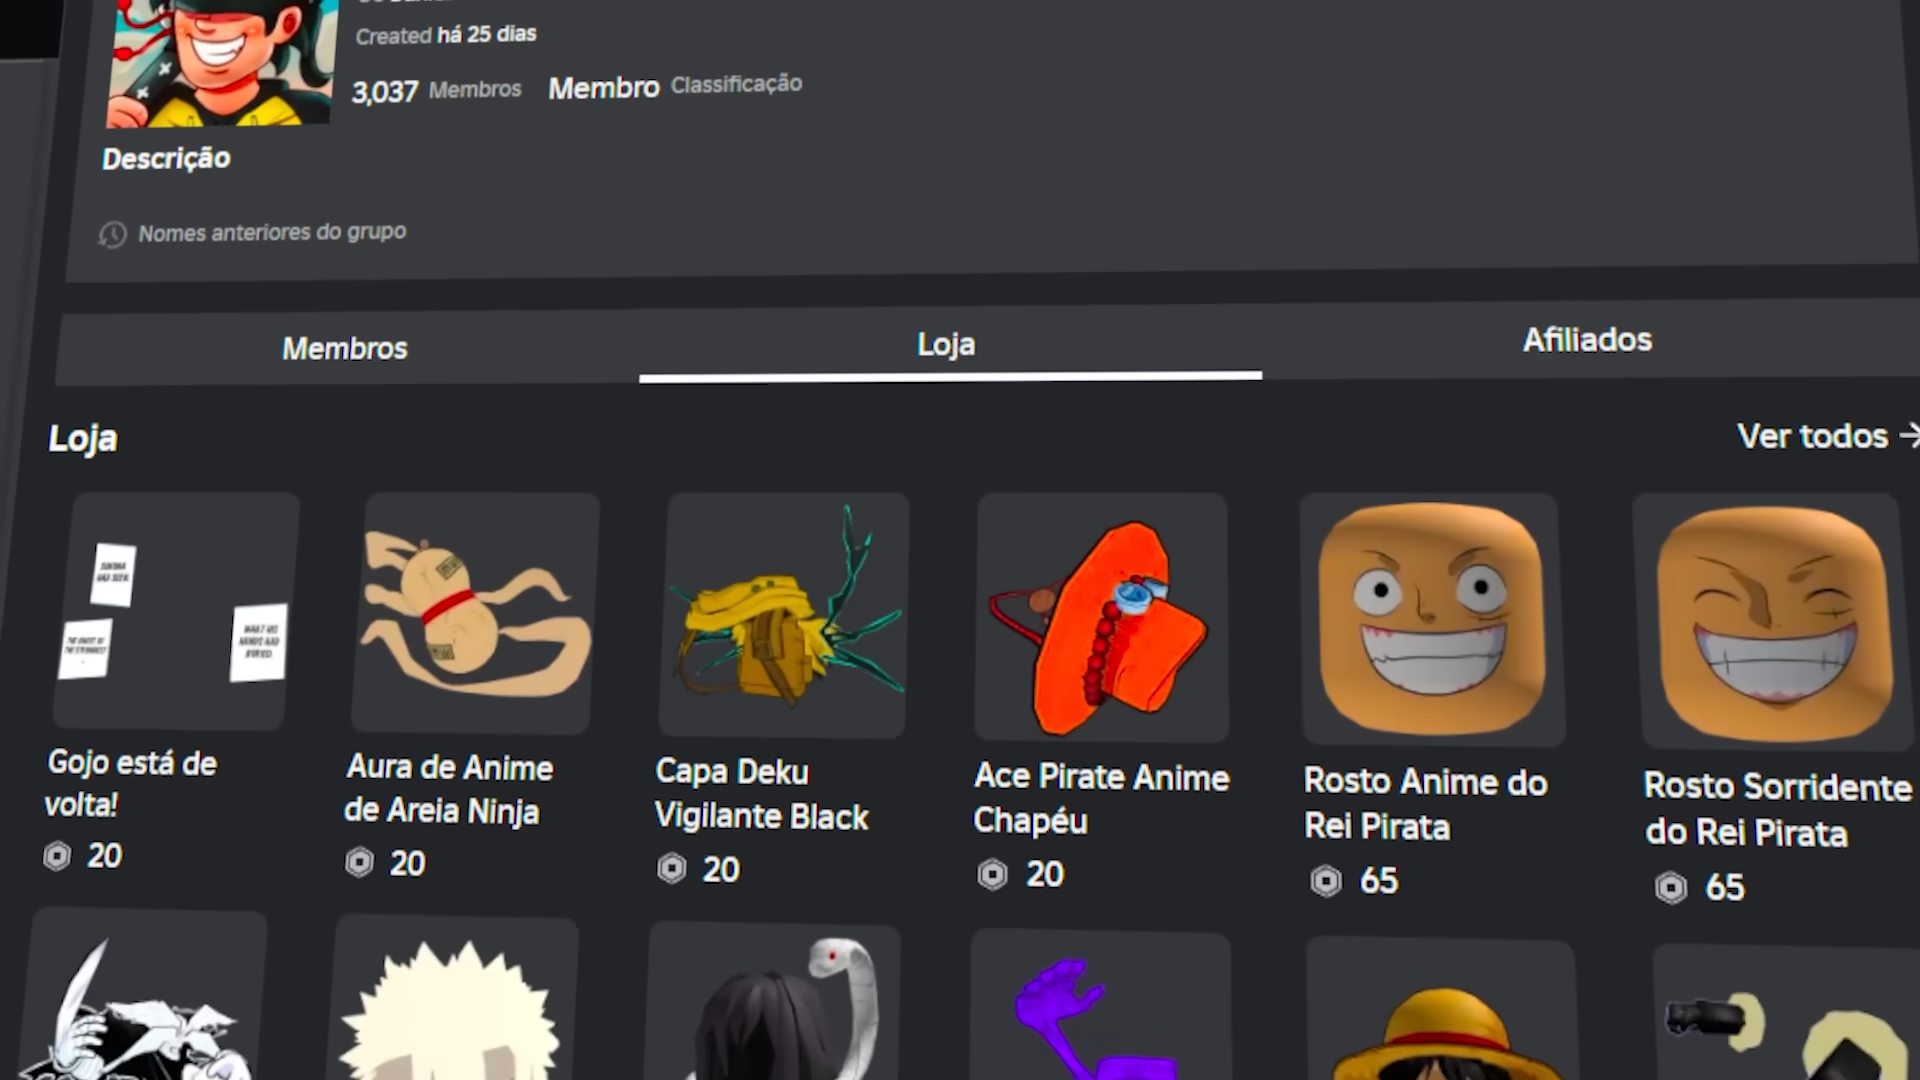 Created há 25 dias
3,037 Membros Membro Classificação
Descrição
Nomes anteriores do grupo
Membros Loja Afiliados
Loja
Ver todos
Gojo está de
volta!
20
Aura de Anime
de Areia Ninja
20
Capa Deku
Vigilante Black
20
Ace Pirate Anime
Chapéu
20
Rosto Anime do
Rei Pirata
65
Rosto Sorridente
do Rei Pirata
65